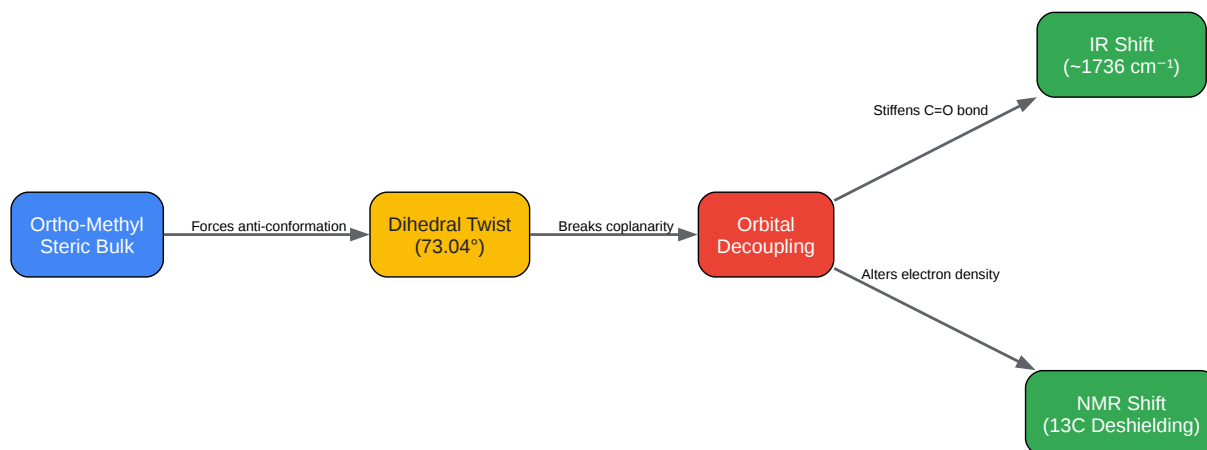 Ortho-Methyl
Steric Bulk
Forces anti-conformation
Dihedral Twist
(73.04°)
Breaks coplanarity
Orbital
Decoupling
Stiffens C=O bond
IR Shift
(~1736 cm⁻¹)
Alters electron density
NMR Shift
(13C Deshielding)